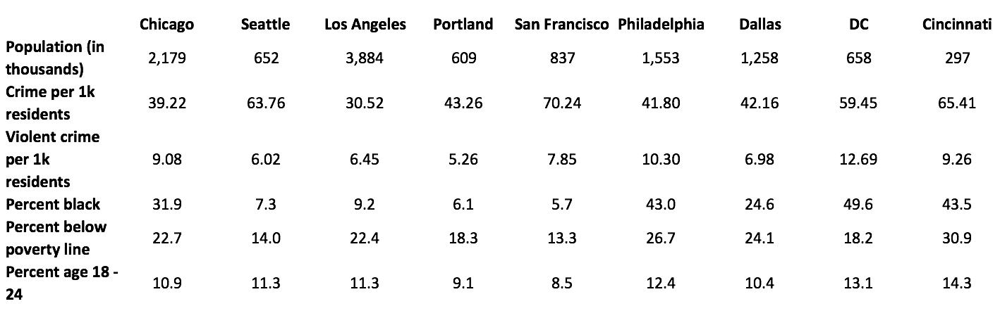 Chicago Seattle Los Angeles Portland San Francisco Philadelphia Dallas DC Cincinnati
Population (in
thousands) 2,179 652 3,884 609 837 1,553 1,258 658 297
Crime per 1k
residents 39.22 63.76 30.52 43.26 70.24 41.80 42.16 59.45 65.41
Violent crime
per 1k 9.08 6.02 6.45 5.26 7.85 10.30 6.98 12.69 9.26
residents
Percent black 31.9 7.3 9.2 6.1 5.7 43.0 24.6 49.6 43.5
Percent below
poverty line 22.7 14.0 22.4 18.3 13.3 26.7 24.1 18.2 30.9
Percent age 18 -
24 10.9 11.3 11.3 9.1 8.5 12.4 10.4 13.1 14.3